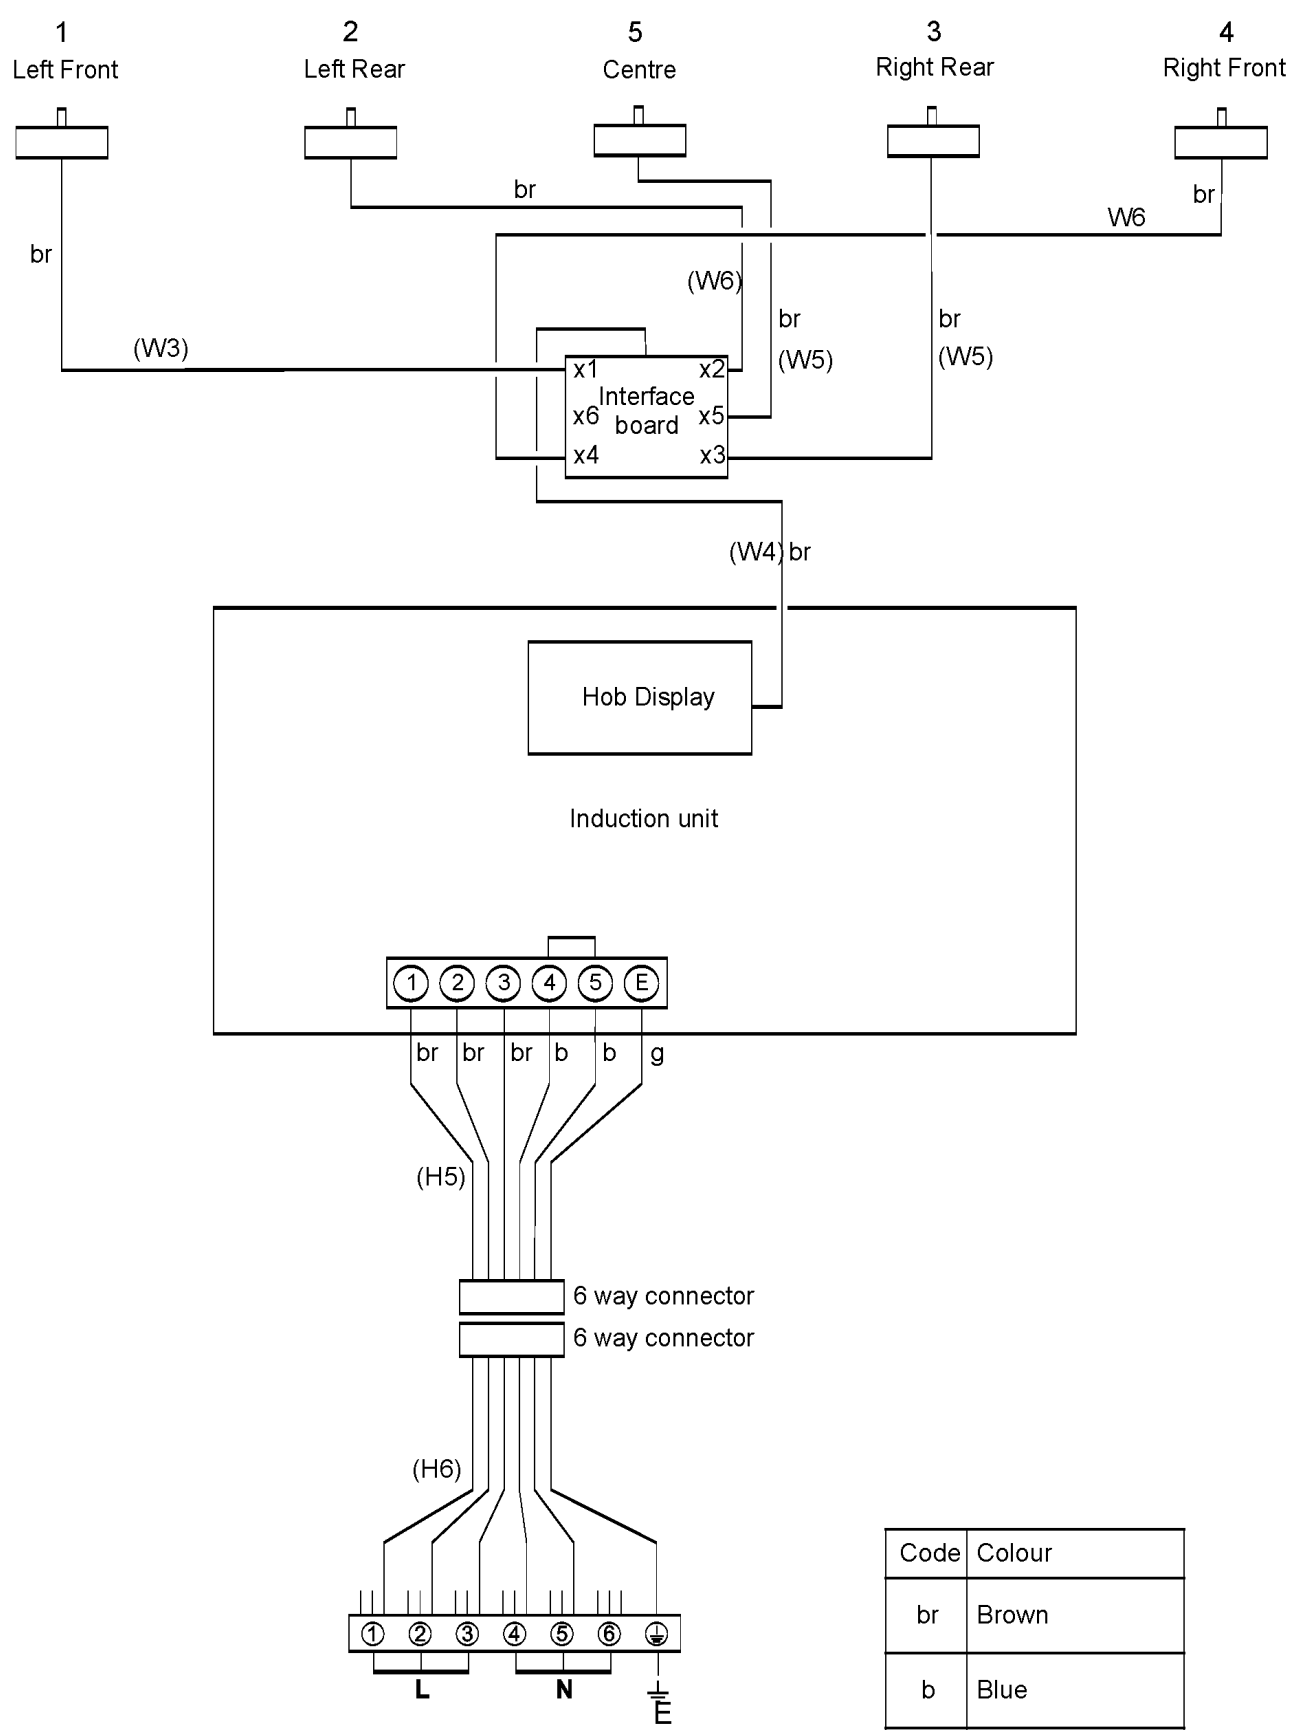 1 2 5 3 4
Left Front Left Rear Centre Right Rear Right Front
br br
W6
br
(W6)
br br
(W3) (W5) (W5)
x1 x2
Interface
x6 board x5
x4 x3
(W4) br
Hob Display
Induction unit
1 2 3 4 5 E
br br br b b g
(H5)
6 way connector
6 way connector
(H6)
Code Colour
br Brown
b Blue
1 2 3 4 5 6
L N
E